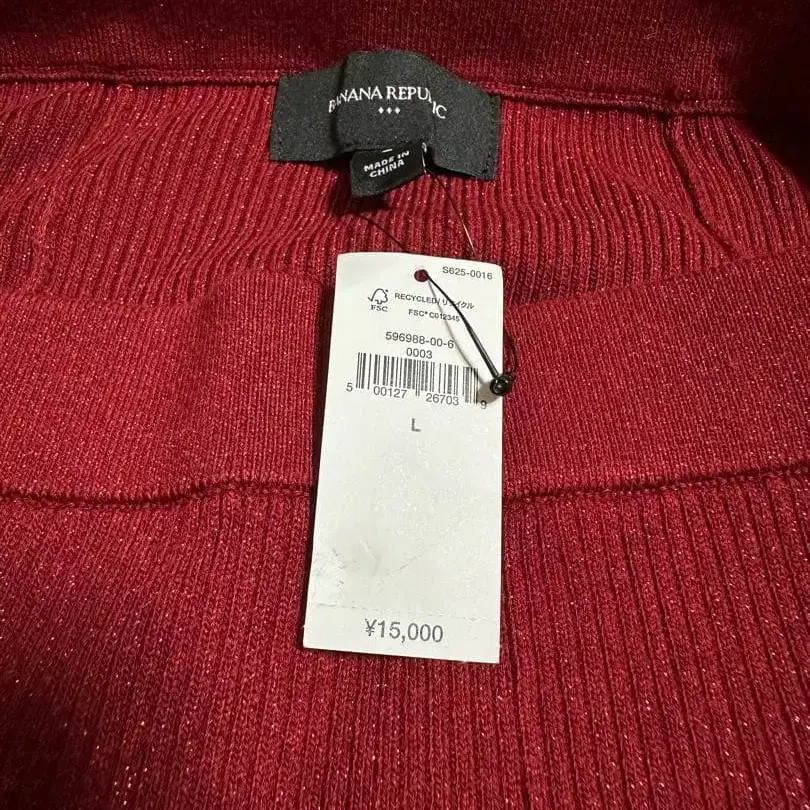 BANANA REPUBLIC
MADE IN
CHINA
S625-0016
FSC
RECYCLED/リサイクル
FSC® C012345
596988-00-6
0003
5 00127 26703 9
L
¥15,000